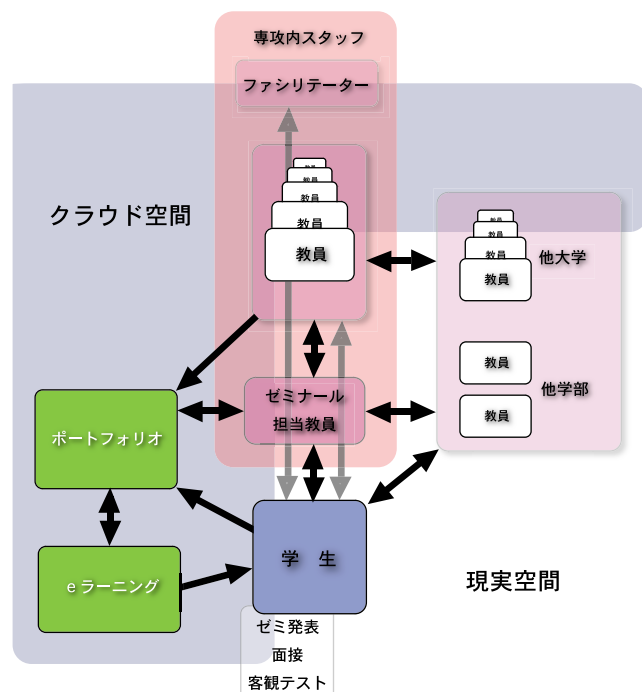 専攻内スタッフ
ファシリテーター
クラウド空間
教員
教員
教員
教員
教員
教員
教員
教員
教員
他大学
教員
教員
他学部
ゼミナール
担当教員
ポートフォリオ
eラーニング
学 生
現実空間
ゼミ発表
面接
客観テスト